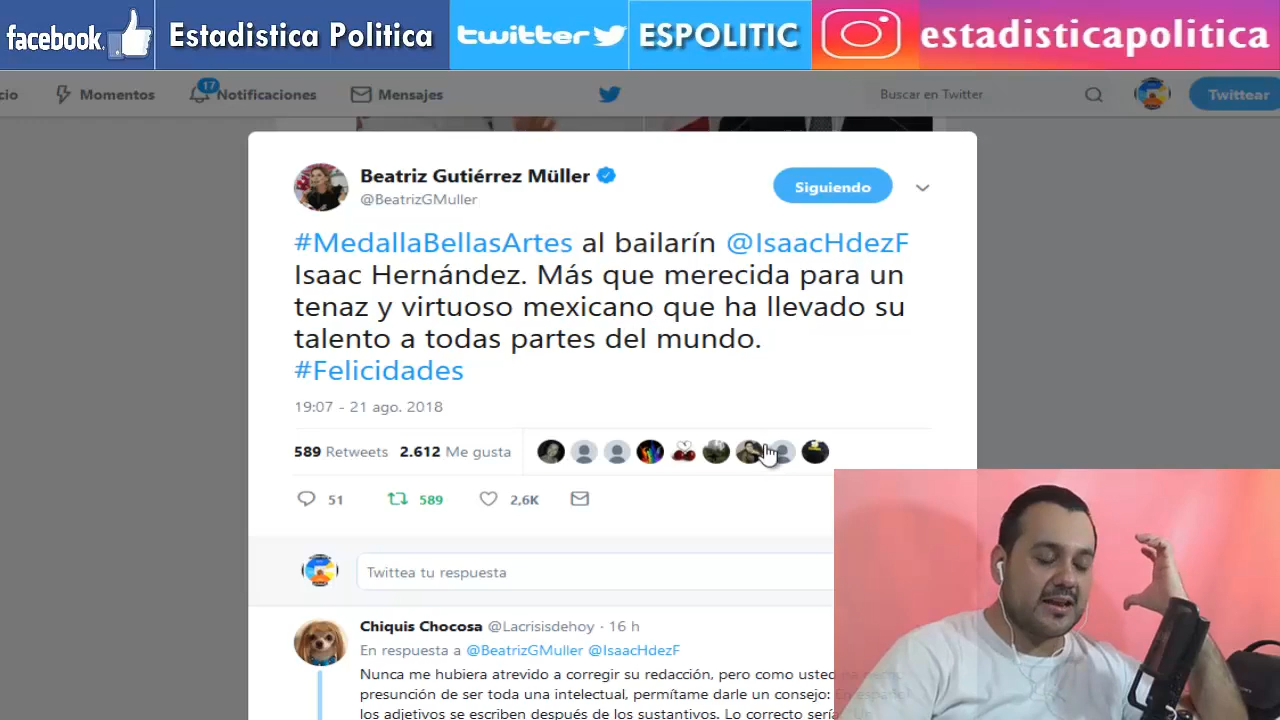 facebook. Estadistica Politica twitter ESPOLITIC estadisticapolitica
cio Momentos 17 Notificaciones Mensajes Buscar en Twitter Twittear
Beatriz Gutiérrez Müller
@BeatrizGMuller
Siguiendo
#MedallaBellasArtes al bailarín @IsaacHdezF
Isaac Hernández. Más que merecida para un
tenaz y virtuoso mexicano que ha llevado su
talento a todas partes del mundo.
#Felicidades
19:07 - 21 ago. 2018
589 Retweets 2.612 Me gusta
51 589 2,6K
Twittea tu respuesta
Chiquis Chocosa @Lacrisisdehoy · 16 h
En respuesta a @BeatrizGMuller @IsaacHdezF
Nunca me hubiera atrevido a corregir su redacción, pero como usted
presunción de ser toda una intelectual, permítame darle un consejo: En español
los adjetivos se escriben después de los sustantivos. Lo correcto sería: